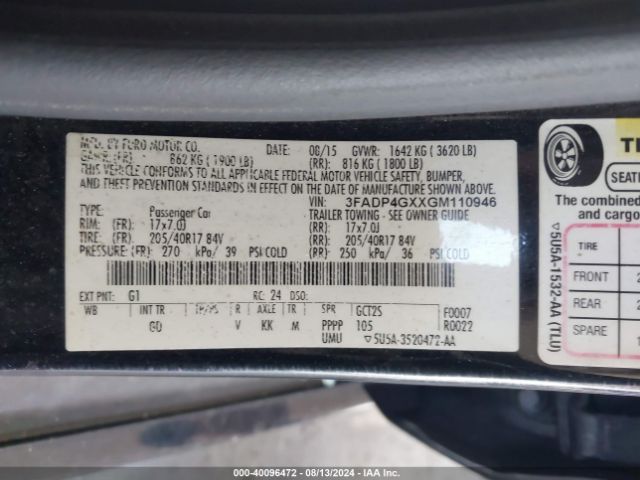 MFD. BY FORD MOTOR CO.
DATE: 08/15 GVWR: 1642 KG ( 3620 LB)
GAWR: (FR) 862 KG ( 1900 LB) (RR): 816 KG ( 1800 LB)
THIS VEHICLE CONFORMS TO ALL APPLICABLE FEDERAL MOTOR VEHICLE SAFETY, BUMPER,
AND THEFT PREVENTION STANDARDS IN EFFECT ON THE DATE OF MANUFACTURE SHOWN ABOVE.
VIN: 3FADP4GXXGM110946
TYPE: Passenger Car TRAILER TOWING - SEE OWNER GUIDE
RIM: (FR): 17x7.0J (RR): 17x7.0J
TIRE: (FR): 205/40R17 84V (RR): 205/40R17 84V
PRESSURE: (FR) 270 kPa/ 39 PSI COLD (RR) 250 kPa/ 36 PSI COLD
EXT PNT: G1 RC: 24 DSO:
WB INT TR TP/PS R AXLE TR SPR GCT2S F0007
GD V KK M PPPP 105 R0022
UMU ▽5U5A-3520472-AA
SEATI
The combined
and cargo
TIRE
FRONT
REAR
SPARE
▽5U5A-1532-AA (TLU)
000-40096472 | 08/13/2024 | IAA Inc.